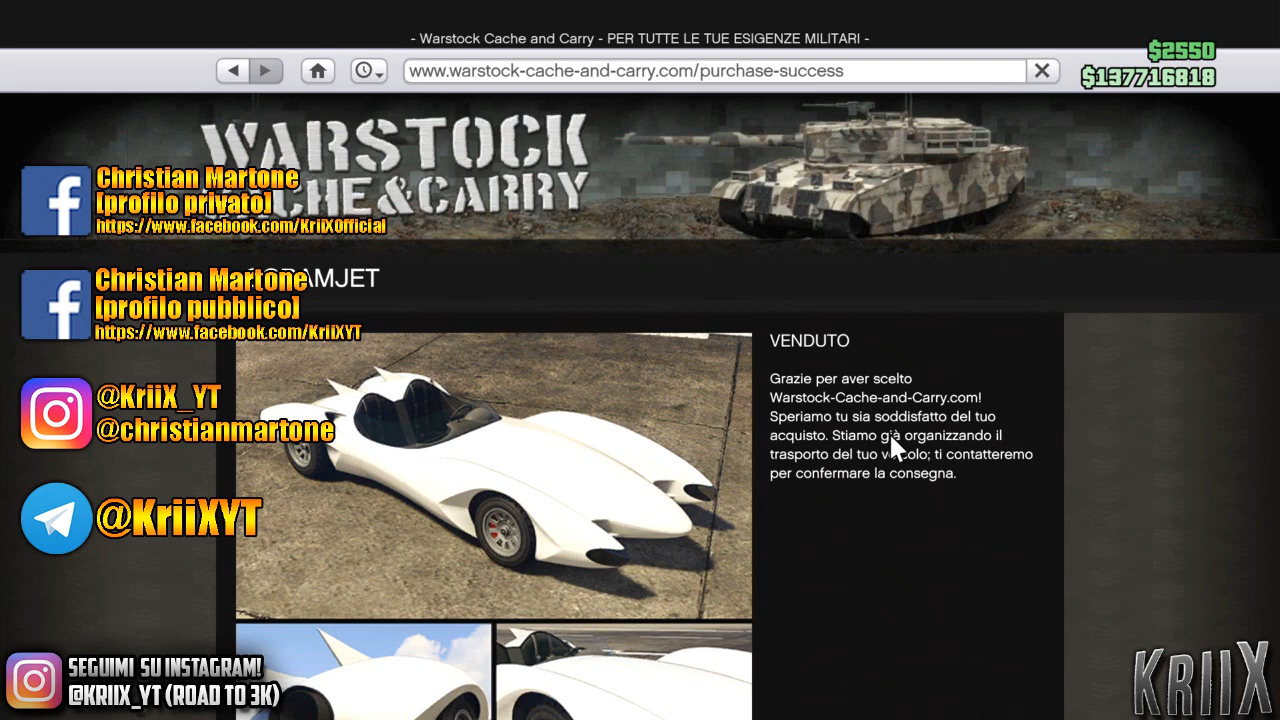 - Warstock Cache and Carry - PER TUTTE LE TUE ESIGENZE MILITARI -
$2550
www.warstock-cache-and-carry.com/purchase-success
$137716818
WARSTOCK
CACHE & CARRY
Christian Martone
[profilo privato]
https://www.facebook.com/KriiXOfficial
Christian Martone
[profilo pubblico]
https://www.facebook.com/KriiXYT
VENDUTO
Grazie per aver scelto
Warstock-Cache-and-Carry.com!
Speriamo tu sia soddisfatto del tuo
acquisto. Stiamo già organizzando il
trasporto del tuo veicolo; ti contatteremo
per confermare la consegna.
@KriiX_YT
@christianmartone
@KriiXYT
SEGUIMI SU INSTAGRAM!
@KRIIX_YT (ROAD TO 3K)
KRIIX